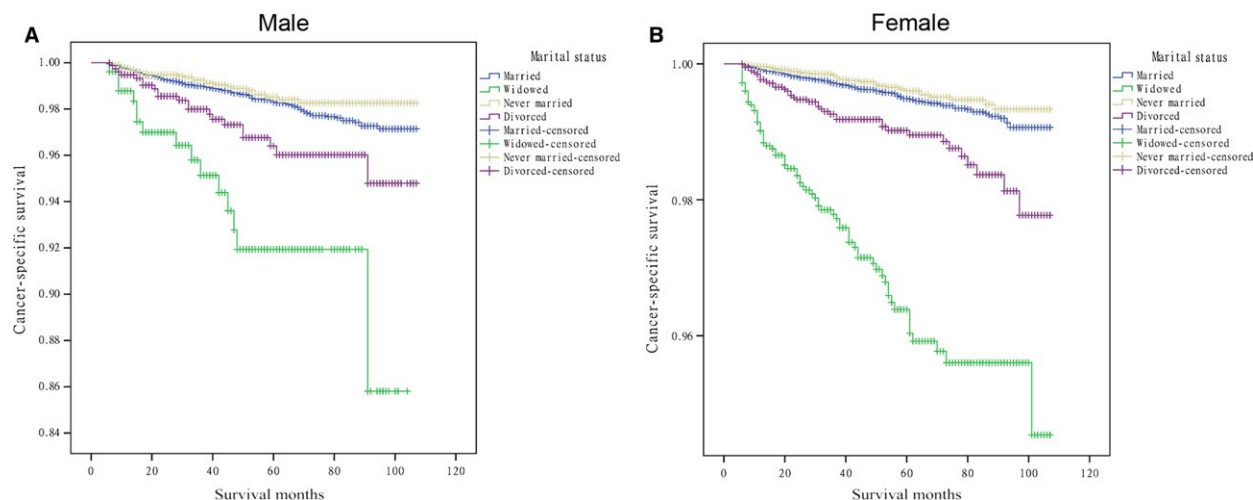 Male
A
Marital status
Married
Widowed
Never married
Divorced
Married-censored
Widowed-censored
Never married-censored
Divorced-censored
Cancer-specific survival
1.00
0.98
0.96
0.94
0.92
0.90
0.88
0.86
0.84
0 20 40 60 80 100 120
Survival months
Female
B
Marital status
Married
Widowed
Never married
Divorced
Married-censored
Widowed-censored
Never married-censored
Divorced-censored
Cancer-specific survival
1.00
0.98
0.96
0 20 40 60 80 100 120
Survival months